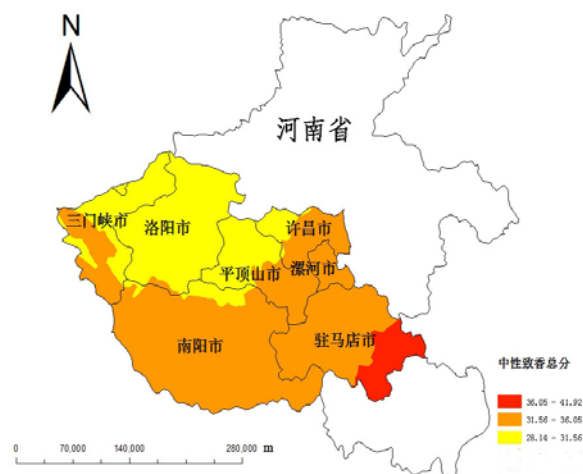 N
河南省
三门峡市
洛阳市
许昌市
平顶山市
漯河市
南阳市
驻马店市
中性致香总分
36.05 - 41.92
31.56 - 36.05
28.14 - 31.56
0 70,000 140,000 280,000 m